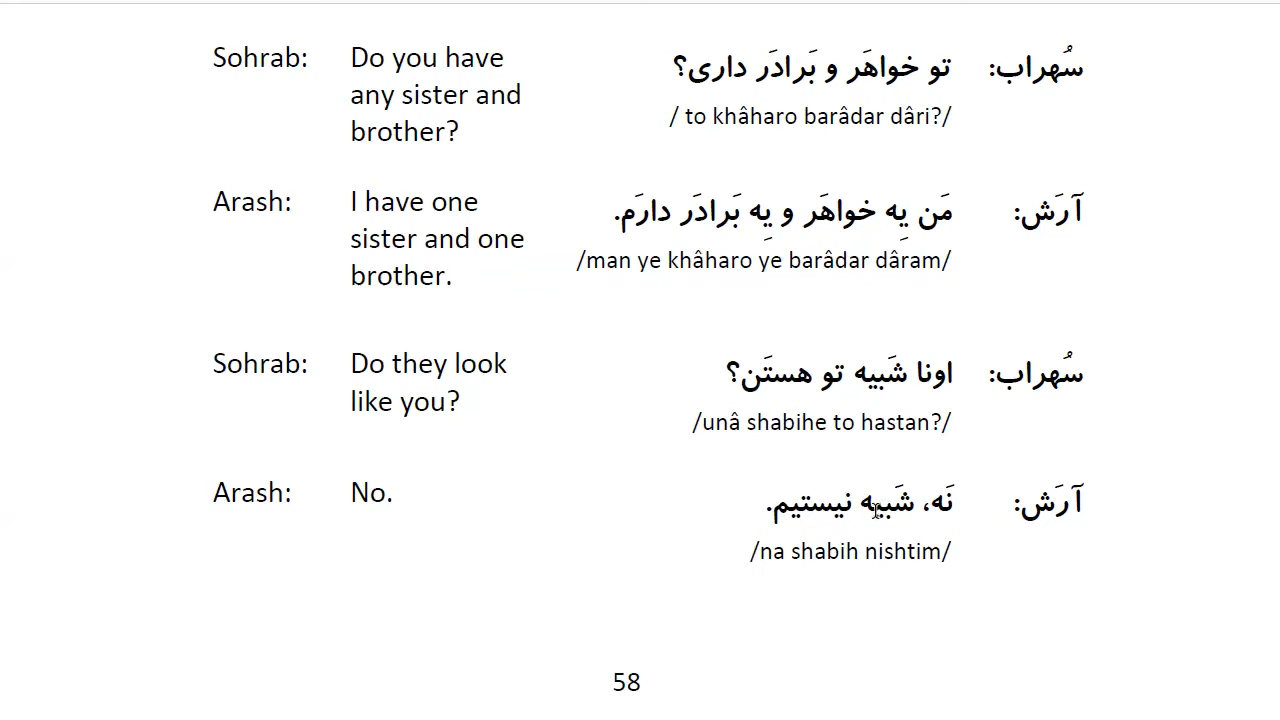 Sohrab: Do you have تو خواهَر و بَرادَر داری؟ سُهراب:
any sister and / to khâharo barâdar dâri?/
brother?
Arash: I have one مَن یِه خواهَر و یِه بَرادَر دارَم. آرَش:
sister and one /man ye khâharo ye barâdar dâram/
brother.
Sohrab: Do they look اونا شَبیه تو هستَن؟ سُهراب:
like you? /unâ shabihe to hastan?/
Arash: No. نَه، شَبیه نیستیم. آرَش:
/na shabih nishtim/
58